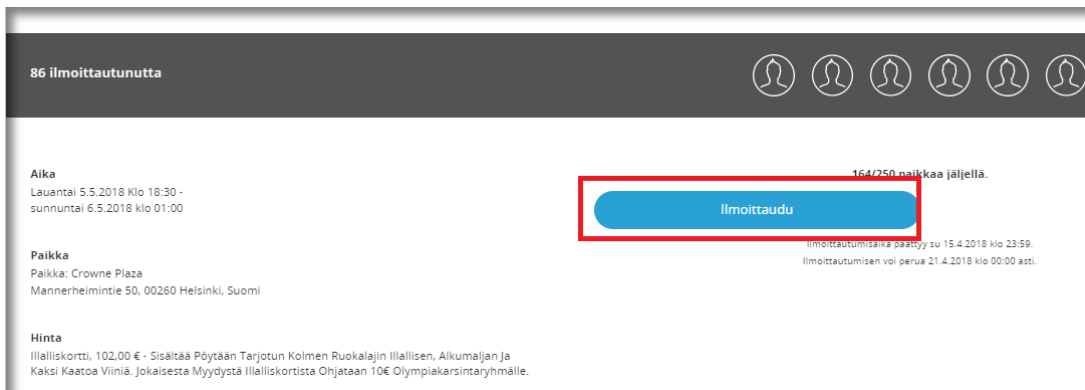 86 ilmoittautunutta
Aika
Lauantai 5.5.2018 Klo 18:30 -
sunnuntai 6.5.2018 klo 01:00
164/250 paikkaa jäljellä.
Ilmoittaudu
Ilmoittautumisaika päättyy su 15.4.2018 klo 23:59.
Ilmoittautumisen voi perua 21.4.2018 klo 00:00 asti.
Paikka
Paikka: Crowne Plaza
Mannerheimintie 50, 00260 Helsinki, Suomi
Hinta
Illalliskortti, 102,00 € - Sisältää Pöytään Tarjotun Kolmen Ruokalajin Illallisen, Alkumaljan Ja
Kaksi Kaatoa Viiniä. Jokaisesta Myydystä Illalliskortista Ohjataan 10€ Olympiakarsintaryhmälle.